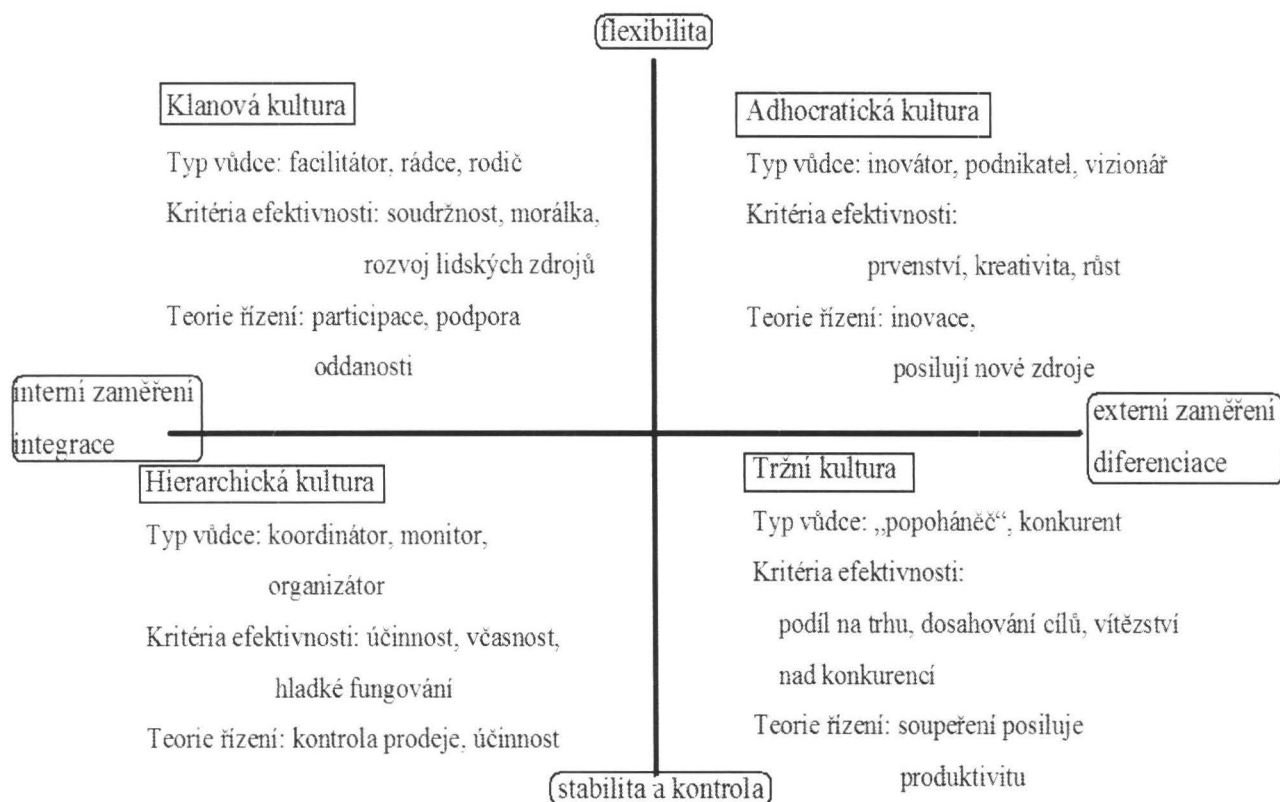 flexibilita
Klanová kultura
Typ vůdce: facilitátor, rádce, rodič
Kritéria efektivnosti: soudržnost, morálka,
rozvoj lidských zdrojů
Teorie řízení: participace, podpora
oddanosti
Adhocratická kultura
Typ vůdce: inovátor, podnikatel, vizionář
Kritéria efektivnosti:
prvenství, kreativita, růst
Teorie řízení: inovace,
posilují nové zdroje
interní zaměření
integrace
externí zaměření
diferenciace
Hierarchická kultura
Typ vůdce: koordinátor, monitor,
organizátor
Kritéria efektivnosti: účinnost, včasnost,
hladké fungování
Teorie řízení: kontrola prodeje, účinnost
Tržní kultura
Typ vůdce: „popoháněč“, konkurent
Kritéria efektivnosti:
podíl na trhu, dosahování cílů, vítězství
nad konkurencí
Teorie řízení: soupeření posiluje
produktivitu
stabilita a kontrola